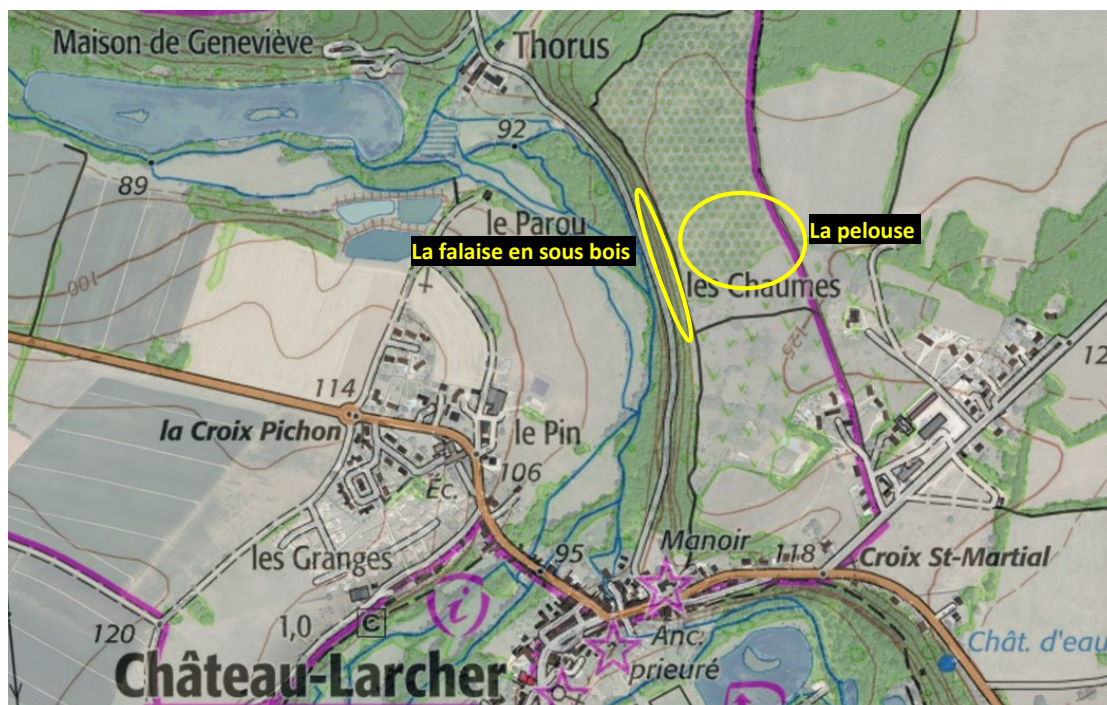 Maison de Geneviève
Thorus
92
89
le Parou
La pelouse
La falaise en sous bois
les Chaumes
100
125
12
114
la Croix Pichon
le Pin
106
Éc.
Manoir
118
Croix St-Martial
les Granges
95
i
1,0
C
120
Anc.
prieuré
Chât. d'eau
Château-Larcher